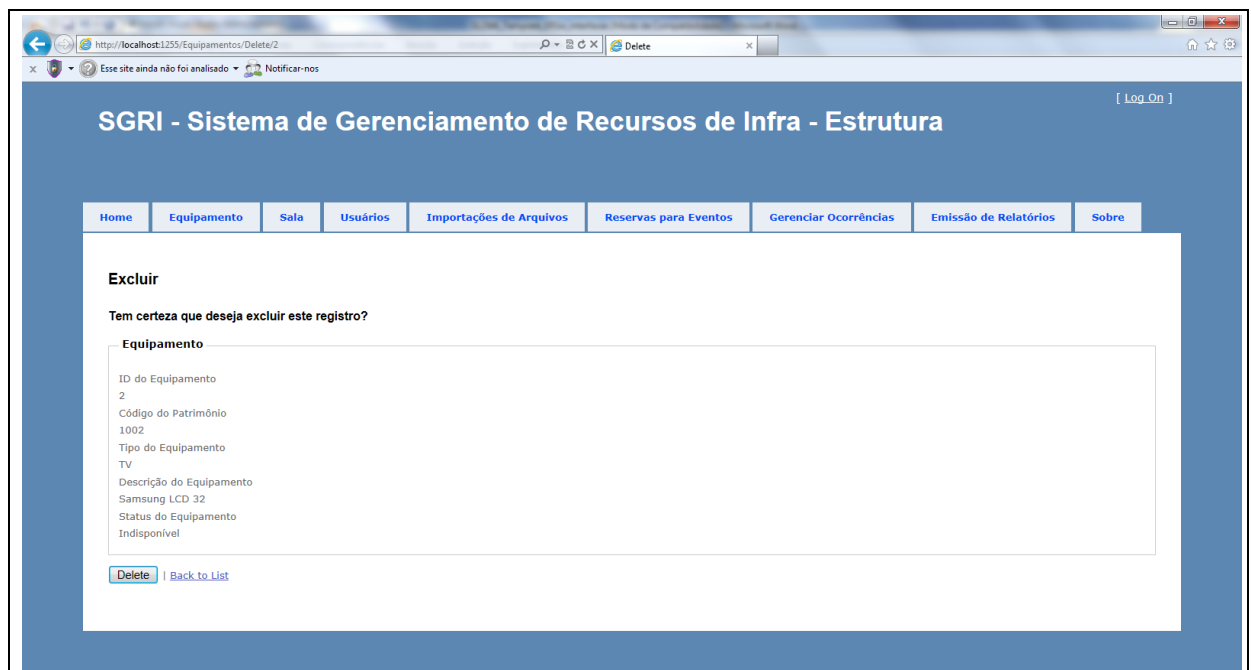 http://localhost:1255/Equipamentos/Delete/2
Delete
Esse site ainda não foi analisado
Notificar-nos
[ Log On ]
SGRI - Sistema de Gerenciamento de Recursos de Infra - Estrutura
Home Equipamento Sala Usuários Importações de Arquivos Reservas para Eventos Gerenciar Ocorrências Emissão de Relatórios Sobre
Excluir
Tem certeza que deseja excluir este registro?
Equipamento
ID do Equipamento
2
Código do Patrimônio
1002
Tipo do Equipamento
TV
Descrição do Equipamento
Samsung LCD 32
Status do Equipamento
Indisponível
Delete | Back to List